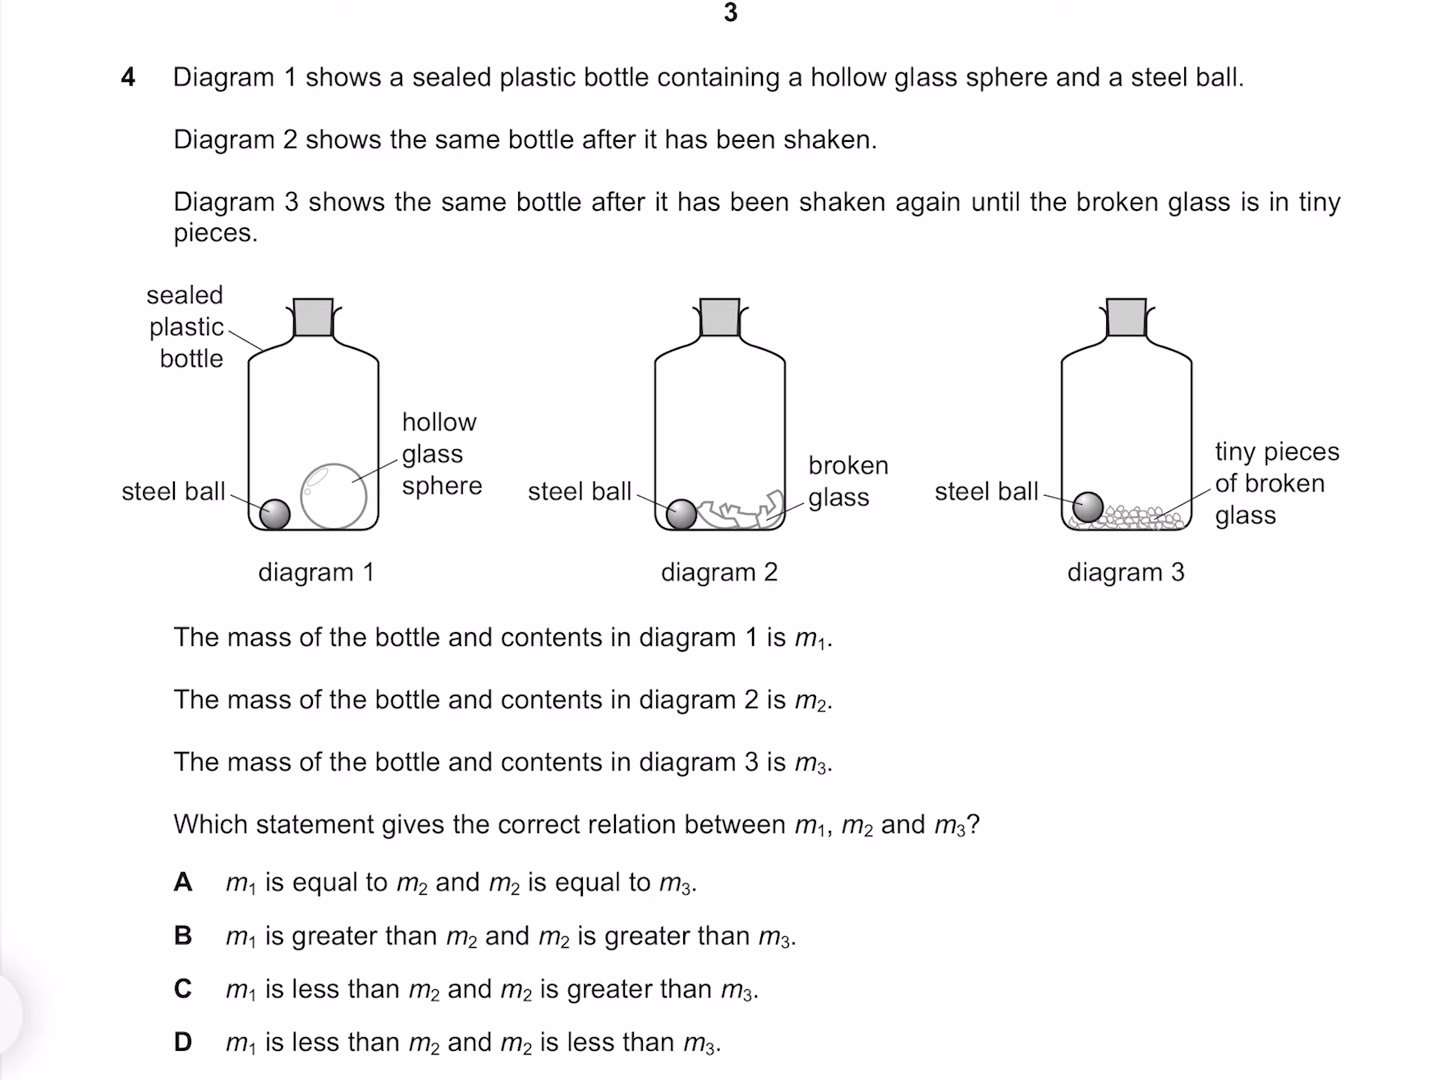 3
4 Diagram 1 shows a sealed plastic bottle containing a hollow glass sphere and a steel ball.
Diagram 2 shows the same bottle after it has been shaken.
Diagram 3 shows the same bottle after it has been shaken again until the broken glass is in tiny
pieces.
sealed
plastic
bottle
hollow
glass
sphere
steel ball
diagram 1
broken
glass
steel ball
diagram 2
tiny pieces
of broken
glass
steel ball
diagram 3
The mass of the bottle and contents in diagram 1 is m₁.
The mass of the bottle and contents in diagram 2 is m₂.
The mass of the bottle and contents in diagram 3 is m₃.
Which statement gives the correct relation between m₁, m₂ and m₃?
A m₁ is equal to m₂ and m₂ is equal to m₃.
B m₁ is greater than m₂ and m₂ is greater than m₃.
C m₁ is less than m₂ and m₂ is greater than m₃.
D m₁ is less than m₂ and m₂ is less than m₃.